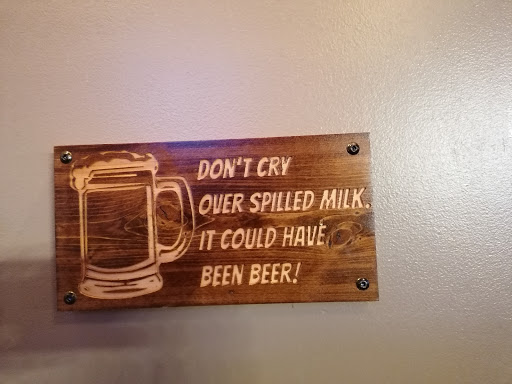 DON'T CRY
OVER SPILLED MILK.
IT COULD HAVE
BEEN BEER!